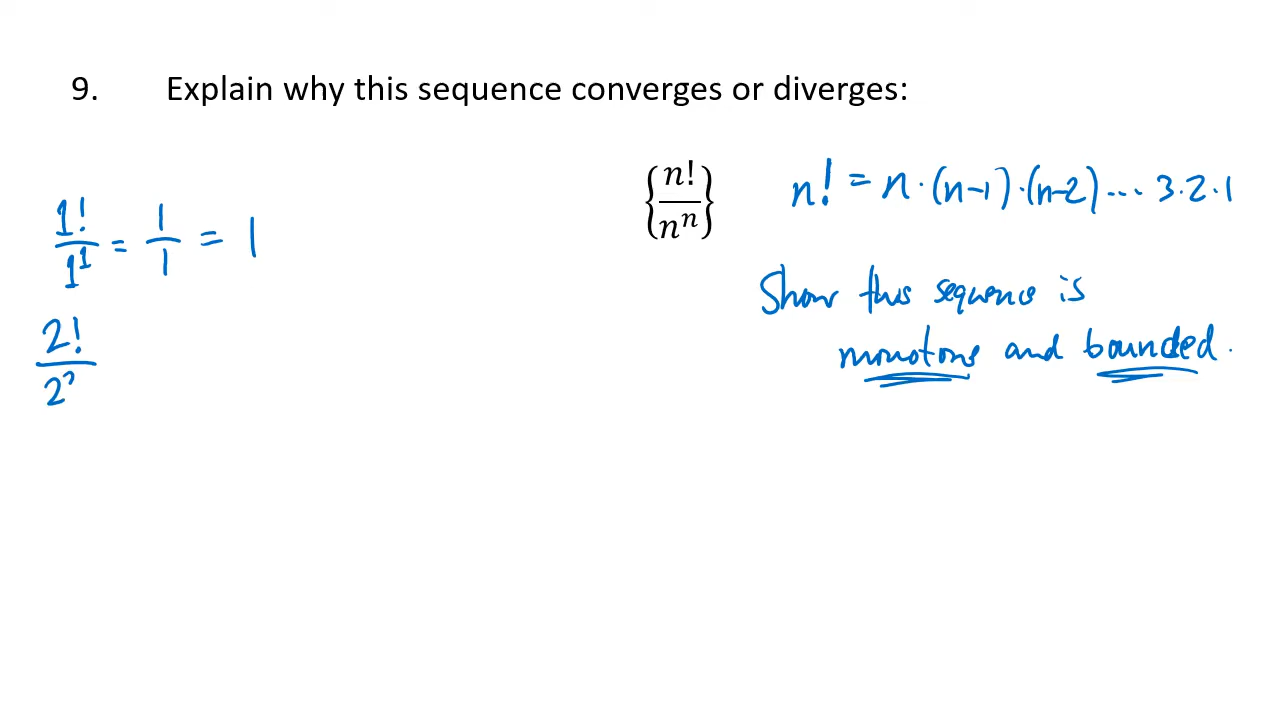 9. Explain why this sequence converges or diverges:
{n!/nⁿ} n! = n·(n-1)·(n-2) ... 3·2·1
1!/1¹ = 1/1 = 1
Show this sequence is
monotone and bounded.
2!/2²